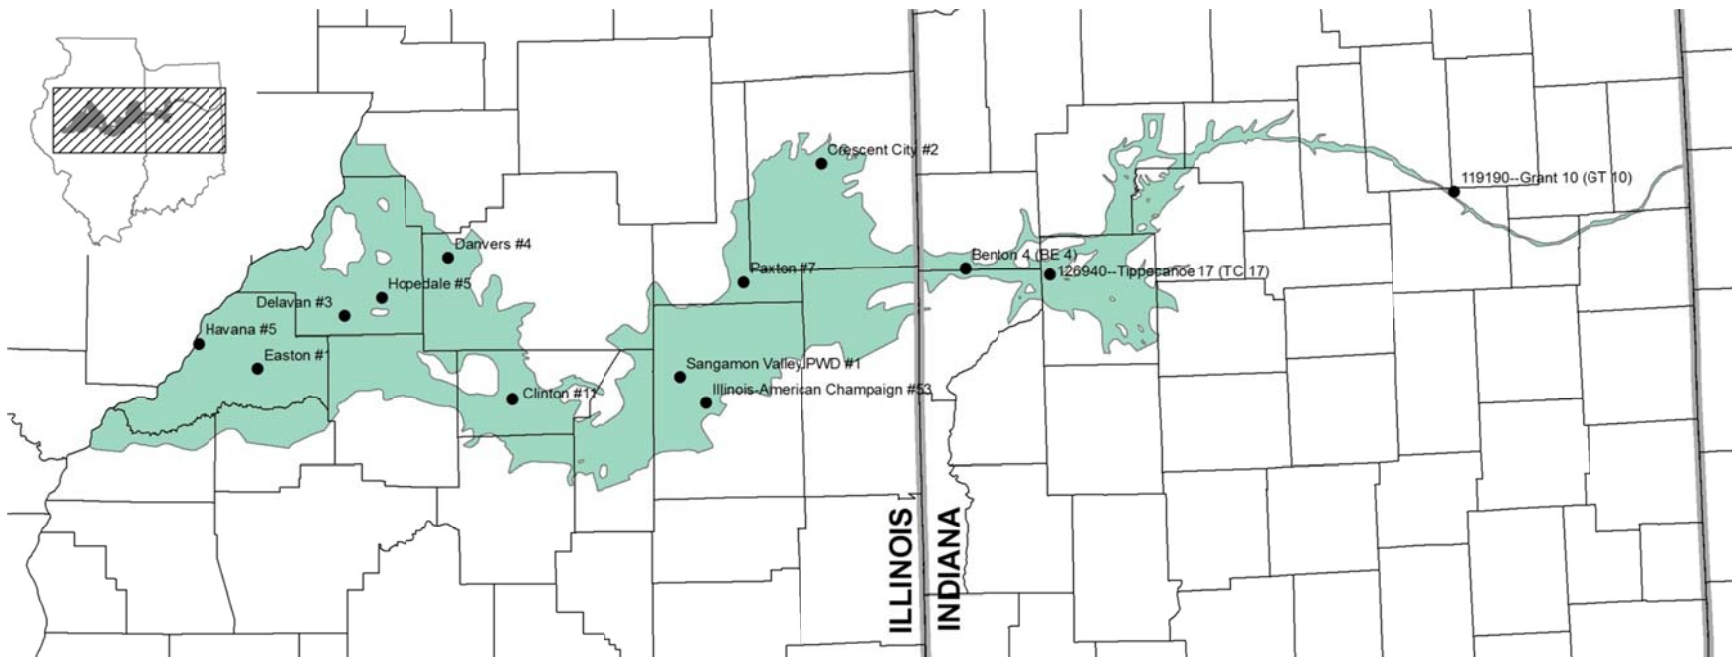 Crescent City #2
119190--Grant 10 (GT 10)
Danvers #4
Benton 4 (BE 4)
Paxton #7
126940--Tippecanoe 17 (TC 17)
Hopedale #5
Delavan #3
Havana #5
Easton #1
Sangamon Valley PWD #1
Illinois-American Champaign #53
Clinton #11
ILLINOIS
INDIANA